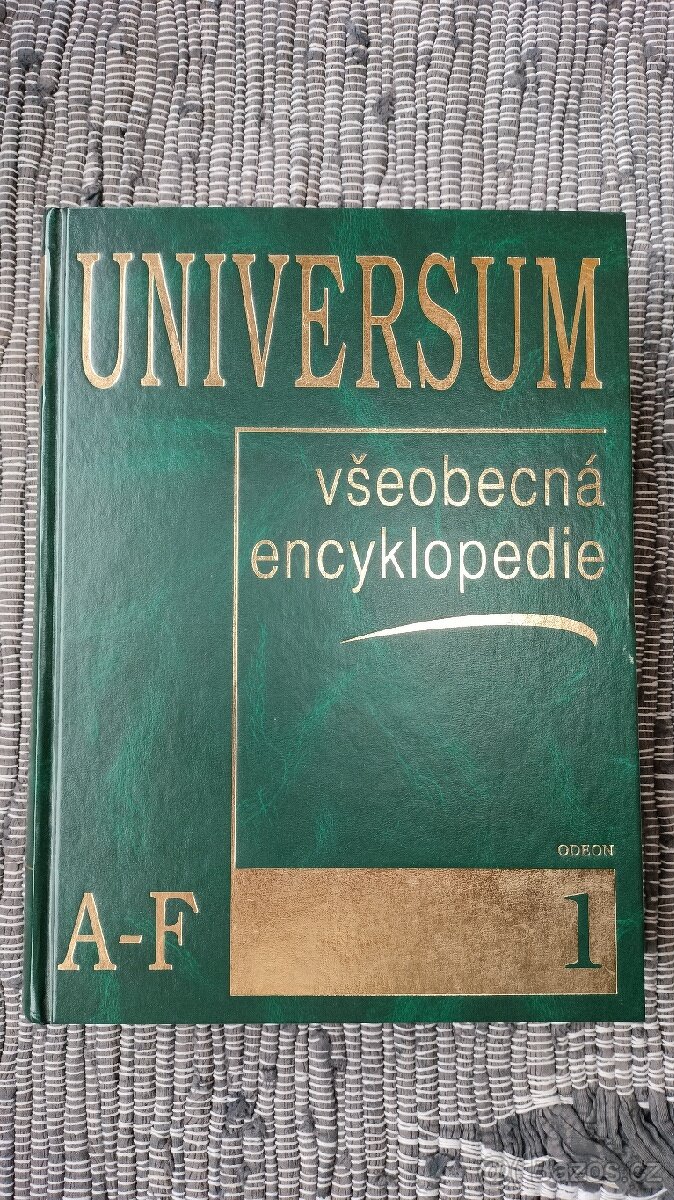 UNIVERSUM
všeobecná
encyklopedie
ODEON
A-F
1